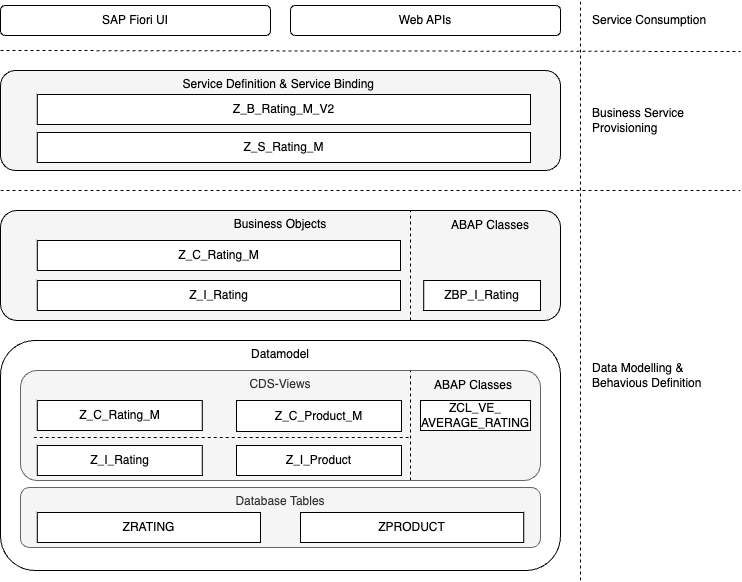 SAP Fiori UI
Web APIs
Service Consumption
Service Definition & Service Binding
Z_B_Rating_M_V2
Z_S_Rating_M
Business Service
Provisioning
Business Objects
ABAP Classes
Z_C_Rating_M
Z_I_Rating
ZBP_I_Rating
Datamodel
Data Modelling &
Behavious Definition
CDS-Views
ABAP Classes
Z_C_Rating_M
Z_C_Product_M
ZCL_VE_
AVERAGE_RATING
Z_I_Rating
Z_I_Product
Database Tables
ZRATING
ZPRODUCT